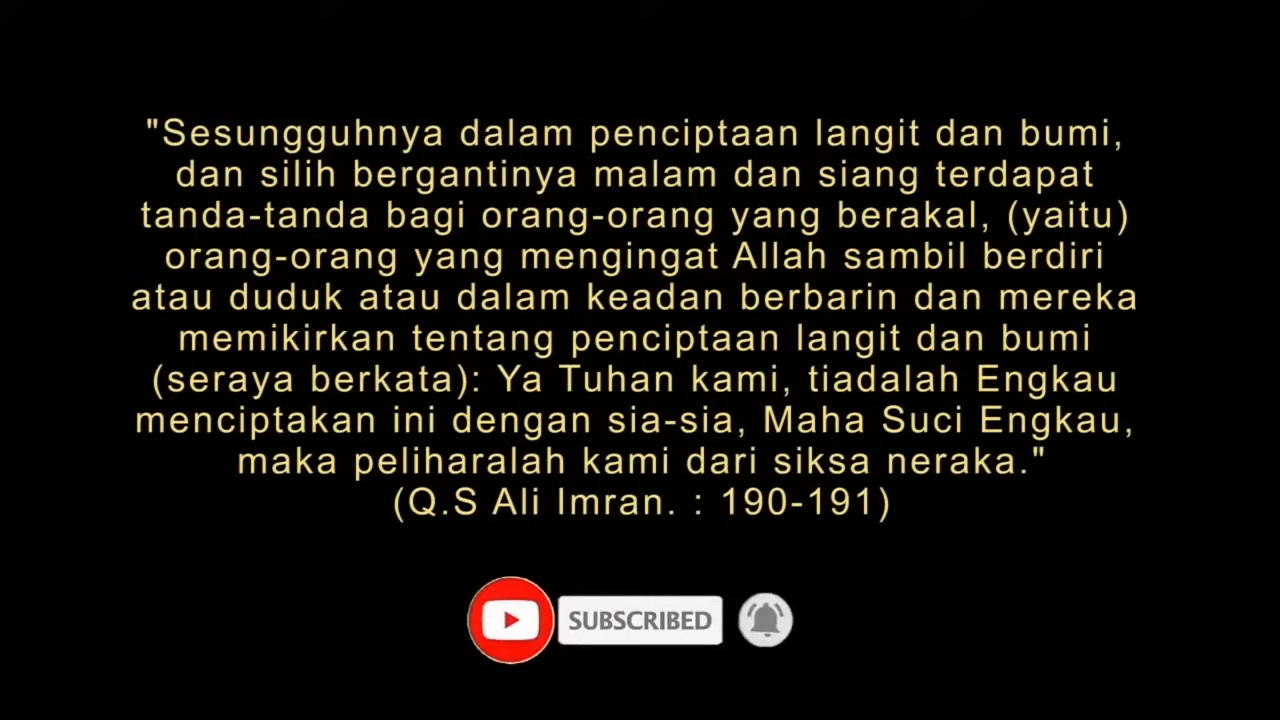 "Sesungguhnya dalam penciptaan langit dan bumi,
dan silih bergantinya malam dan siang terdapat
tanda-tanda bagi orang-orang yang berakal, (yaitu)
orang-orang yang mengingat Allah sambil berdiri
atau duduk atau dalam keadan berbarin dan mereka
memikirkan tentang penciptaan langit dan bumi
(seraya berkata): Ya Tuhan kami, tiadalah Engkau
menciptakan ini dengan sia-sia, Maha Suci Engkau,
maka peliharalah kami dari siksa neraka."
(Q.S Ali Imran. : 190-191)
SUBSCRIBED